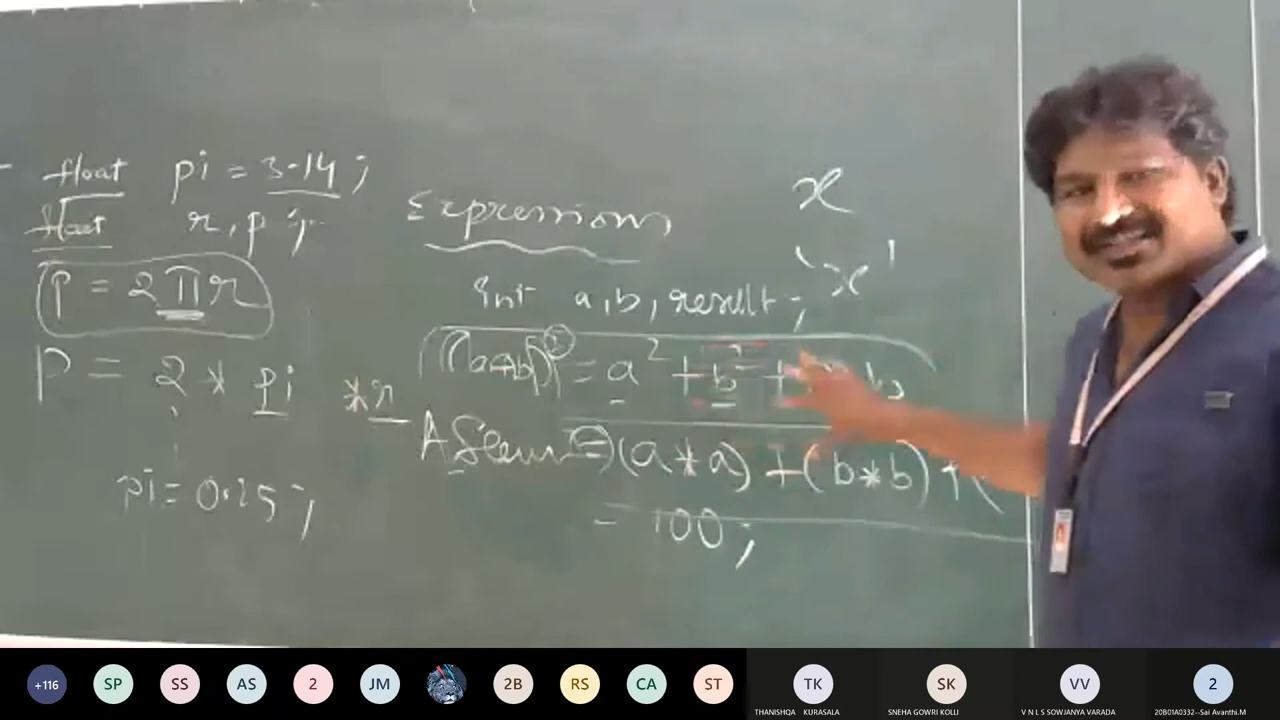 float pi = 3.14;
float r, p;
P = 2πr
P = 2 * pi * r
pi = 0.25;
Expressions
x
'x'
int a, b, result;
((a+b))² = a² + b² +
= (a * a) + (b * b) + (
= 100;
+116
SP
SS
AS
2
JM
2B
RS
CA
ST
TK
THANISHQA KURASALA
SK
SNEHA GOWRI KOLLI
VV
V N L S SOWJANYA VARADA
2
20B01A0332--Sai Avanthi.M